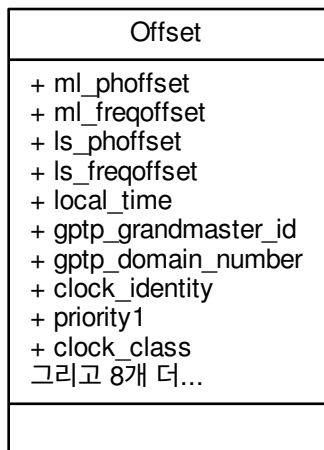 Offset
+ ml_phoffset
+ ml_freqoffset
+ ls_phoffset
+ ls_freqoffset
+ local_time
+ gptp_grandmaster_id
+ gptp_domain_number
+ clock_identity
+ priority1
+ clock_class
그리고 8개 더...